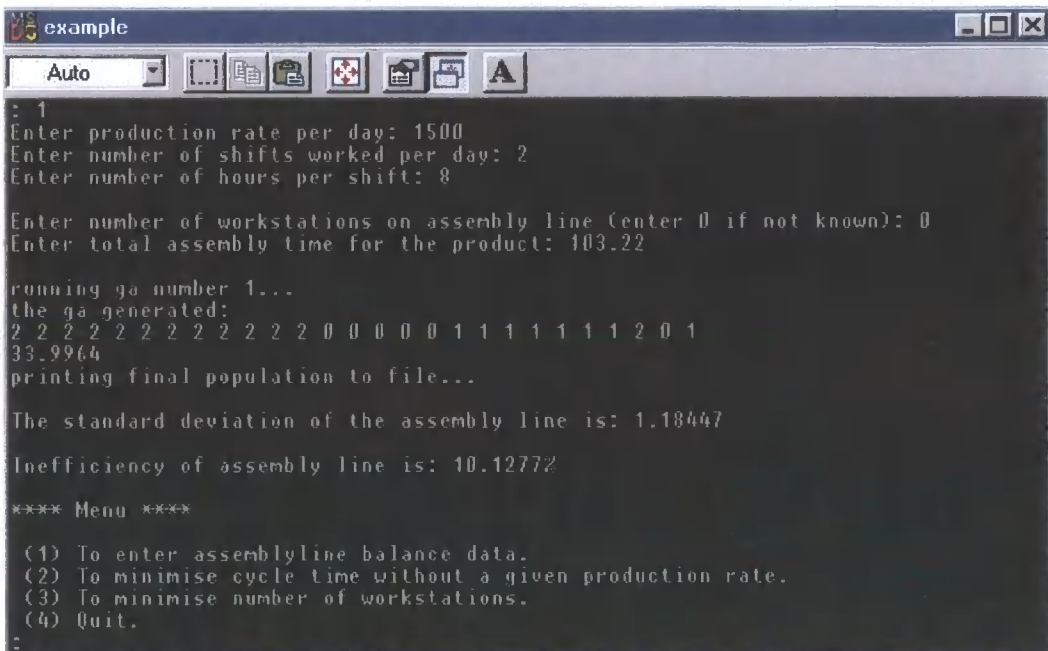 example
Auto
A
: 1
Enter production rate per day: 1500
Enter number of shifts worked per day: 2
Enter number of hours per shift: 8
Enter number of workstations on assembly line (enter 0 if not known): 0
Enter total assembly time for the product: 103.22
running ga number 1...
the ga generated:
2 2 2 2 2 2 2 2 2 2 2 2 0 0 0 0 0 1 1 1 1 1 1 1 2 0 1
33.9964
printing final population to file...
The standard deviation of the assembly line is: 1.18447
Inefficiency of assembly line is: 10.1277%
**** Menu ****
(1) To enter assemblyline balance data.
(2) To minimise cycle time without a given production rate.
(3) To minimise number of workstations.
(4) Quit.
: